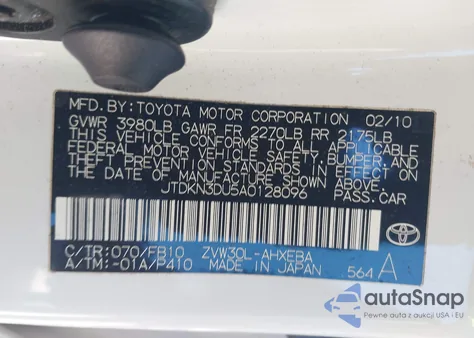 MFD.BY: TOYOTA MOTOR CORPORATION 02/10
GVWR 3980LB GAWR FR 2270LB RR 2175LB
THIS VEHICLE CONFORMS TO ALL APPLICABLE
FEDERAL MOTOR VEHICLE SAFETY, BUMPER, AND
THEFT PREVENTION STANDARDS IN EFFECT ON
THE DATE OF MANUFACTURE SHOWN ABOVE.
JTDKN3DU5A0128096 PASS.CAR
C/TR:070/FB10 ZVW30L-AHXEBA
A/TM:-01A/P410 MADE IN JAPAN 564 A
TOYOTA
autoSnap
Pewne auta z USA i EU